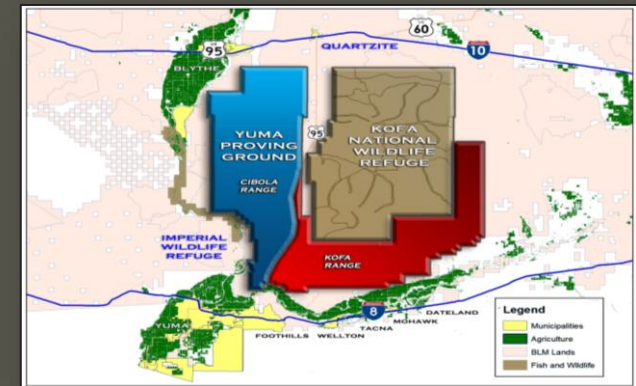 60
95
QUARTZITE
10
BLYTHE
YUMA
PROVING
GROUND
CIBOLA
RANGE
95
KOFA
NATIONAL
WILDLIFE
REFUGE
IMPERIAL
WILDLIFE
REFUGE
KOFA
RANGE
8
DATELAND
MOHAWK
TACNA
WELLTON
FOOTHILLS
YUMA
Legend
Municipalities
Agriculture
BLM Lands
Fish and Wildlife